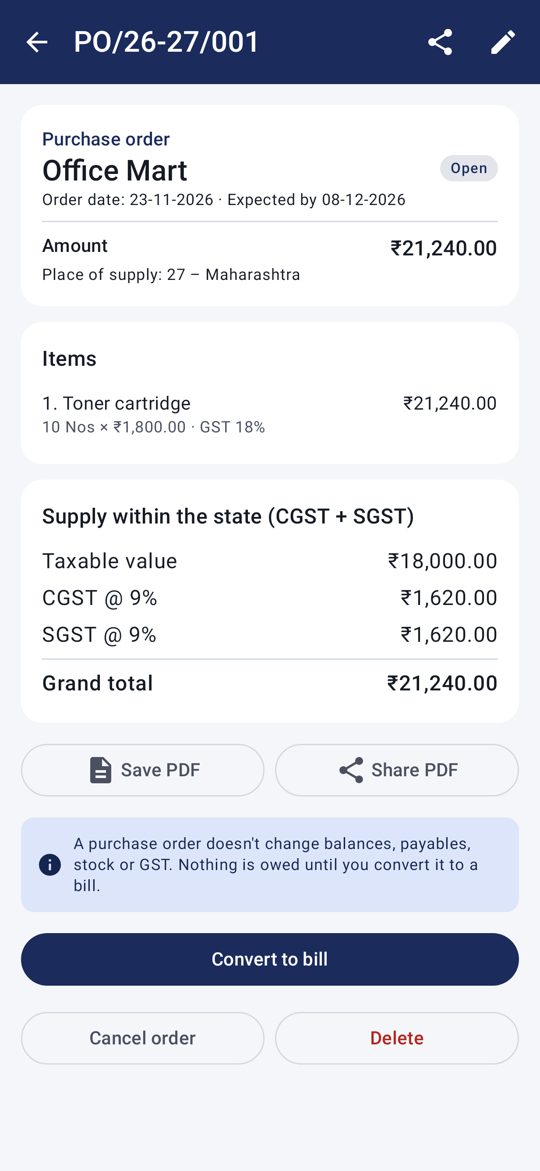 PO/26-27/001
Purchase order
Office Mart
Open
Order date: 23-11-2026 · Expected by 08-12-2026
Amount ₹21,240.00
Place of supply: 27 – Maharashtra
Items
1. Toner cartridge ₹21,240.00
10 Nos × ₹1,800.00 · GST 18%
Supply within the state (CGST + SGST)
Taxable value ₹18,000.00
CGST @ 9% ₹1,620.00
SGST @ 9% ₹1,620.00
Grand total ₹21,240.00
Save PDF Share PDF
A purchase order doesn't change balances, payables,
stock or GST. Nothing is owed until you convert it to a
bill.
Convert to bill
Cancel order Delete